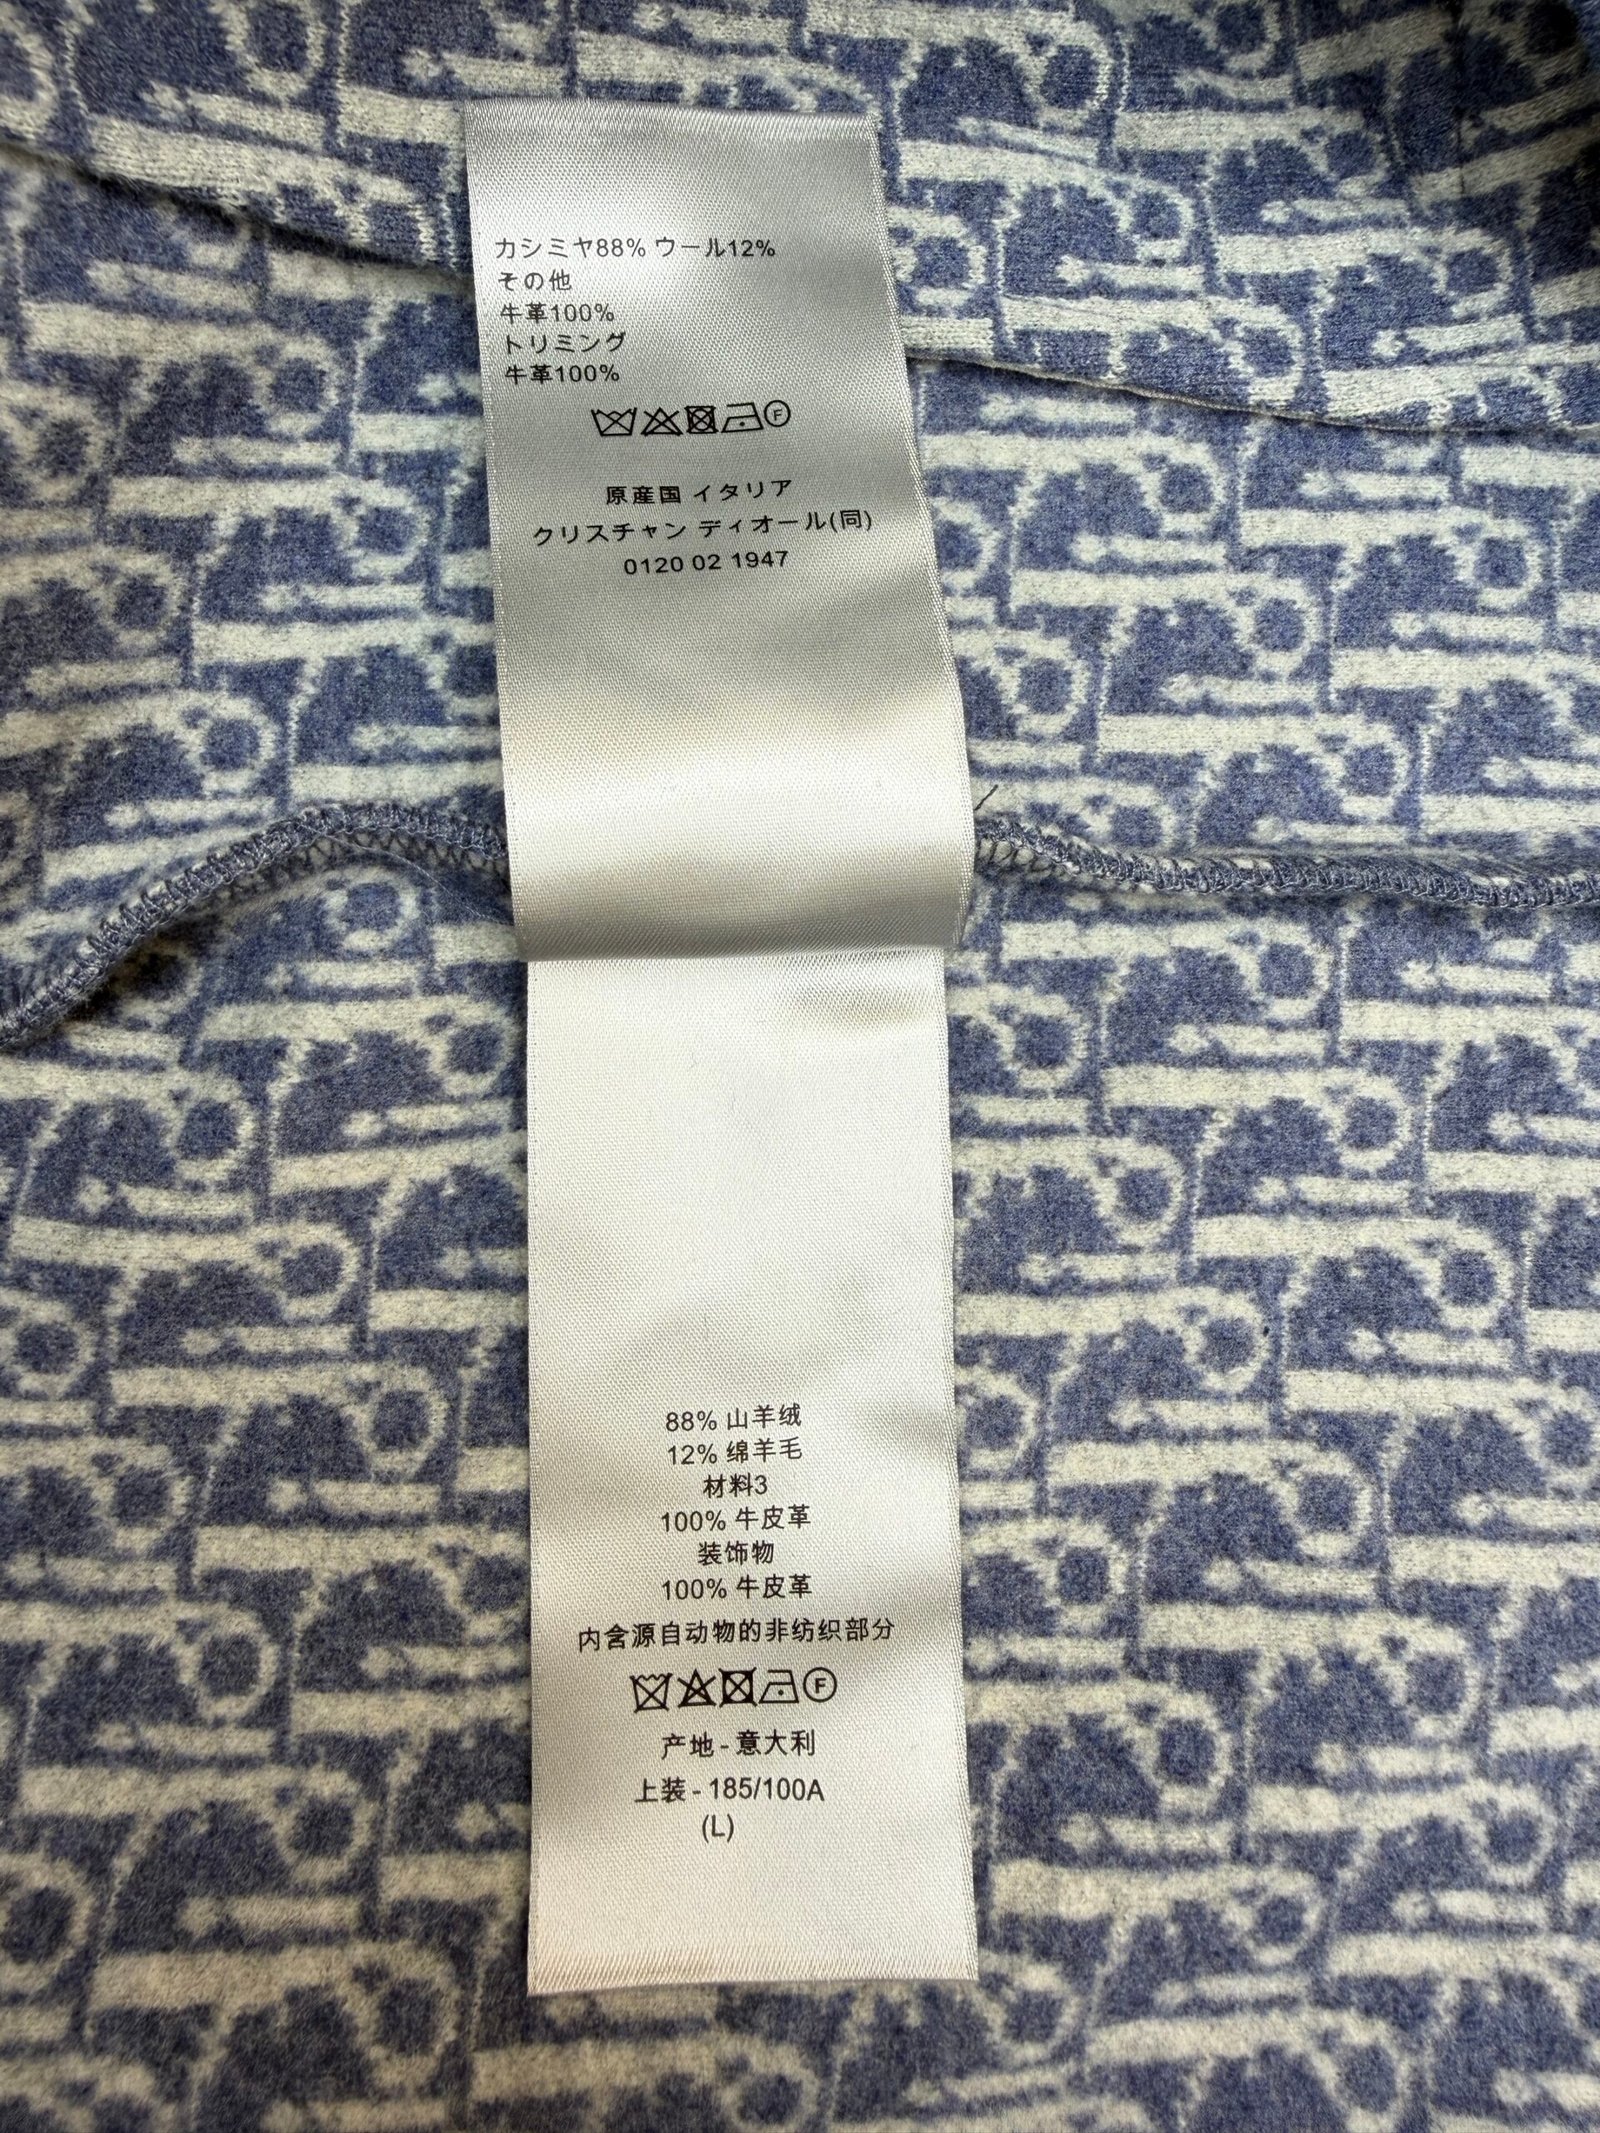 カシミヤ88% ウール12%
その他
牛革100%
トリミング
牛革100%
F
原産国 イタリア
クリスチャン ディオール(同)
0120 02 1947
88% 山羊绒
12% 绵羊毛
材料3
100% 牛皮革
装饰物
100% 牛皮革
内含源自动物的非纺织部分
F
产地 - 意大利
上装 - 185/100A
(L)